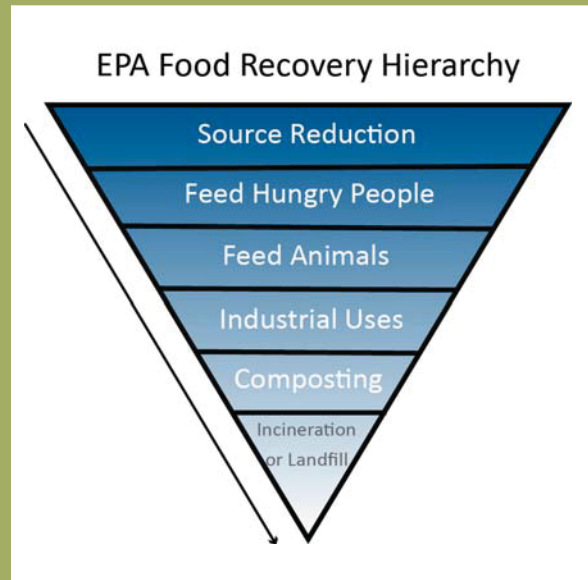 EPA Food Recovery Hierarchy
Source Reduction
Feed Hungry People
Feed Animals
Industrial Uses
Composting
Incineration
or Landfill